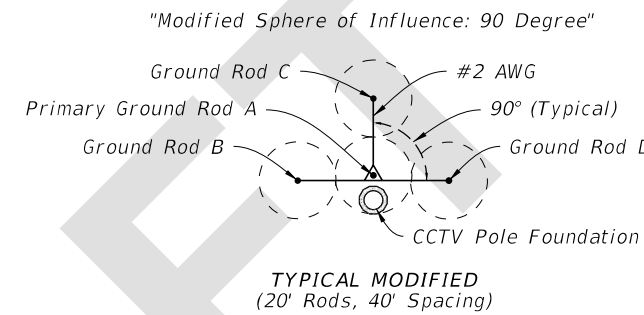 "Modified Sphere of Influence: 90 Degree"
Ground Rod C
#2 AWG
Primary Ground Rod A
90° (Typical)
Ground Rod B
Ground Rod
CCTV Pole Foundation
TYPICAL MODIFIED
(20' Rods, 40' Spacing)